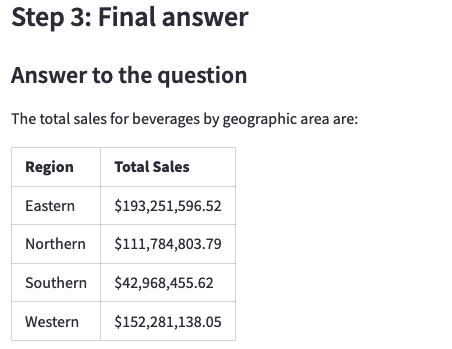 Step 3: Final answer
Answer to the question
The total sales for beverages by geographic area are:
Region Total Sales
Eastern $193,251,596.52
Northern $111,784,803.79
Southern $42,968,455.62
Western $152,281,138.05